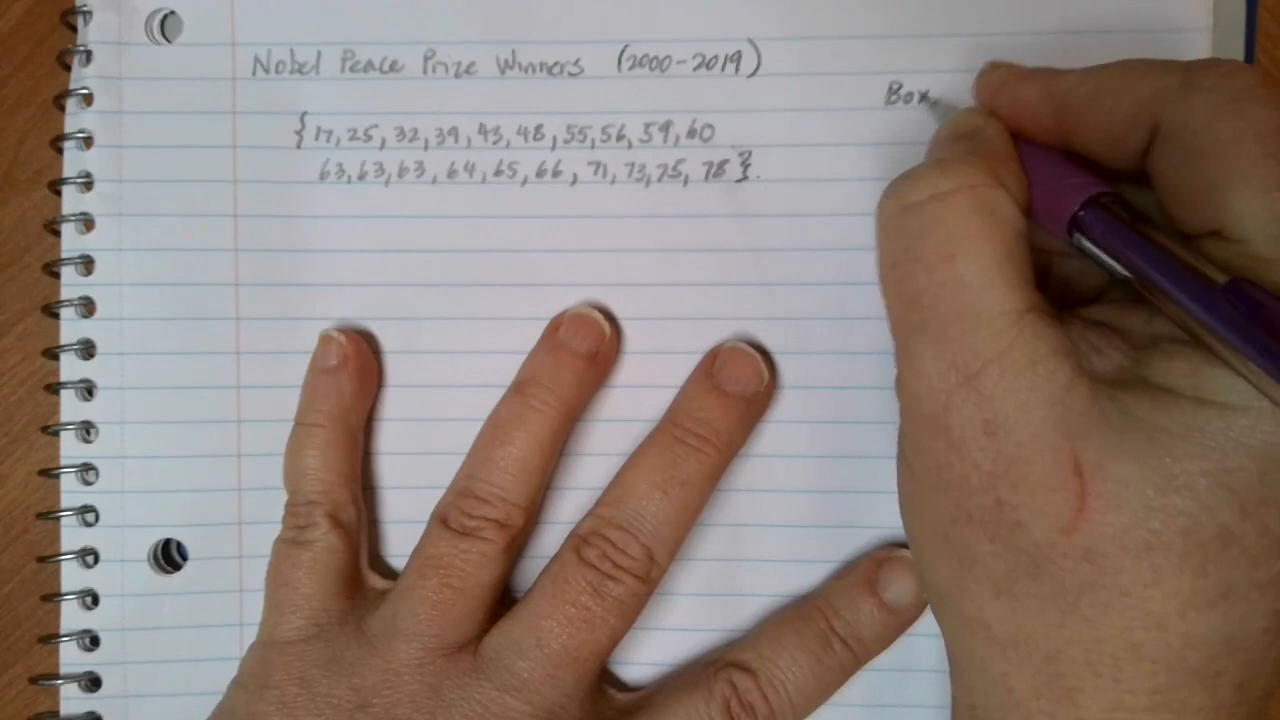 Nobel Peace Prize Winners (2000-2019)
Box
{17, 25, 32, 39, 43, 48, 55, 56, 59, 60
63, 63, 63, 64, 65, 66, 71, 73, 75, 78}.